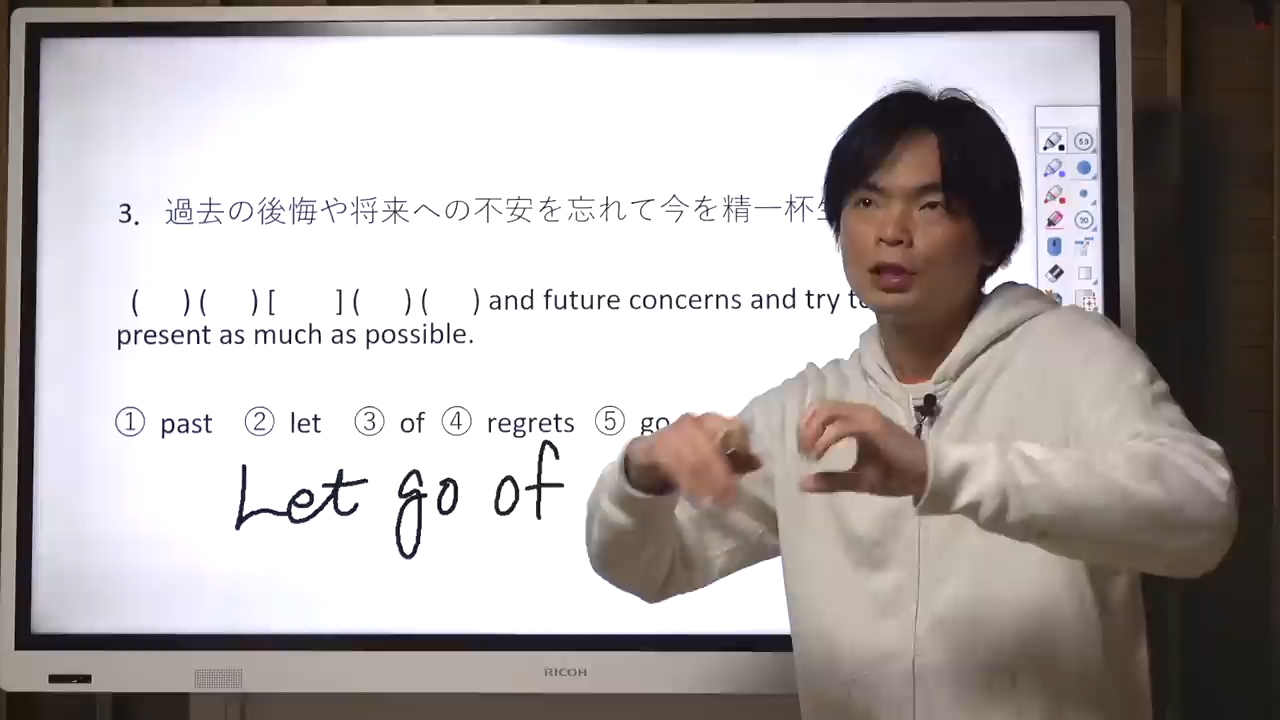 3. 過去の後悔や将来への不安を忘れて今を精一杯
( )( )[ ]( )( ) and future concerns and try
present as much as possible.
① past ② let ③ of ④ regrets ⑤ go
Let go of
RICOH
53
20